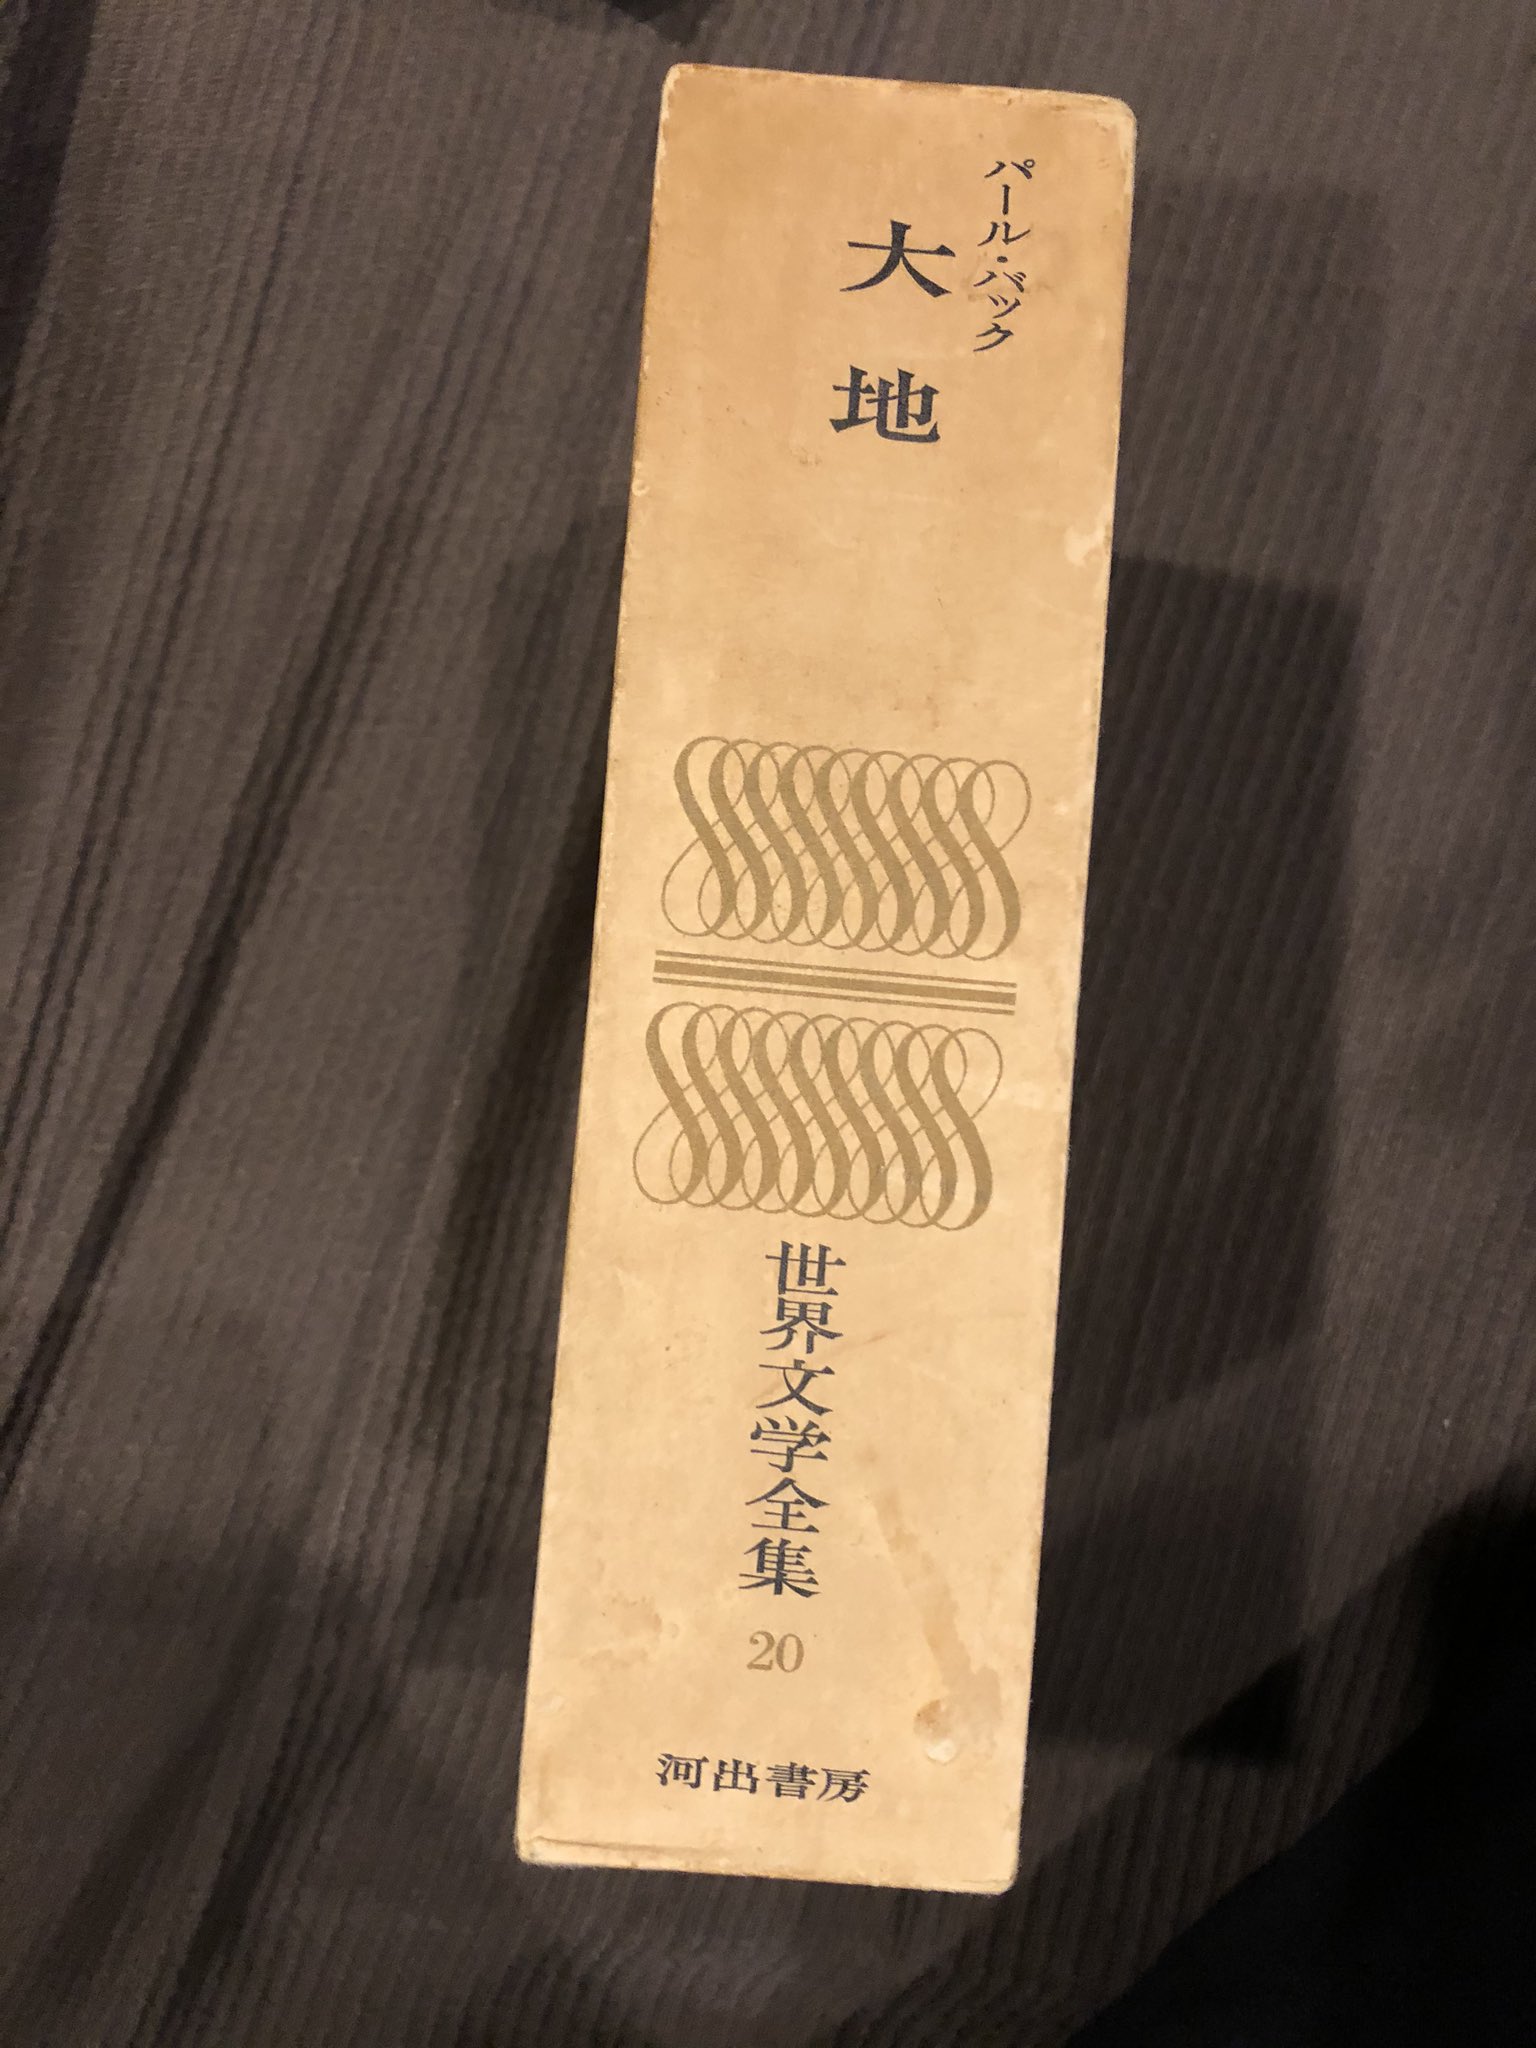 パール・バック
大地
世界文学全集 20
河出書房